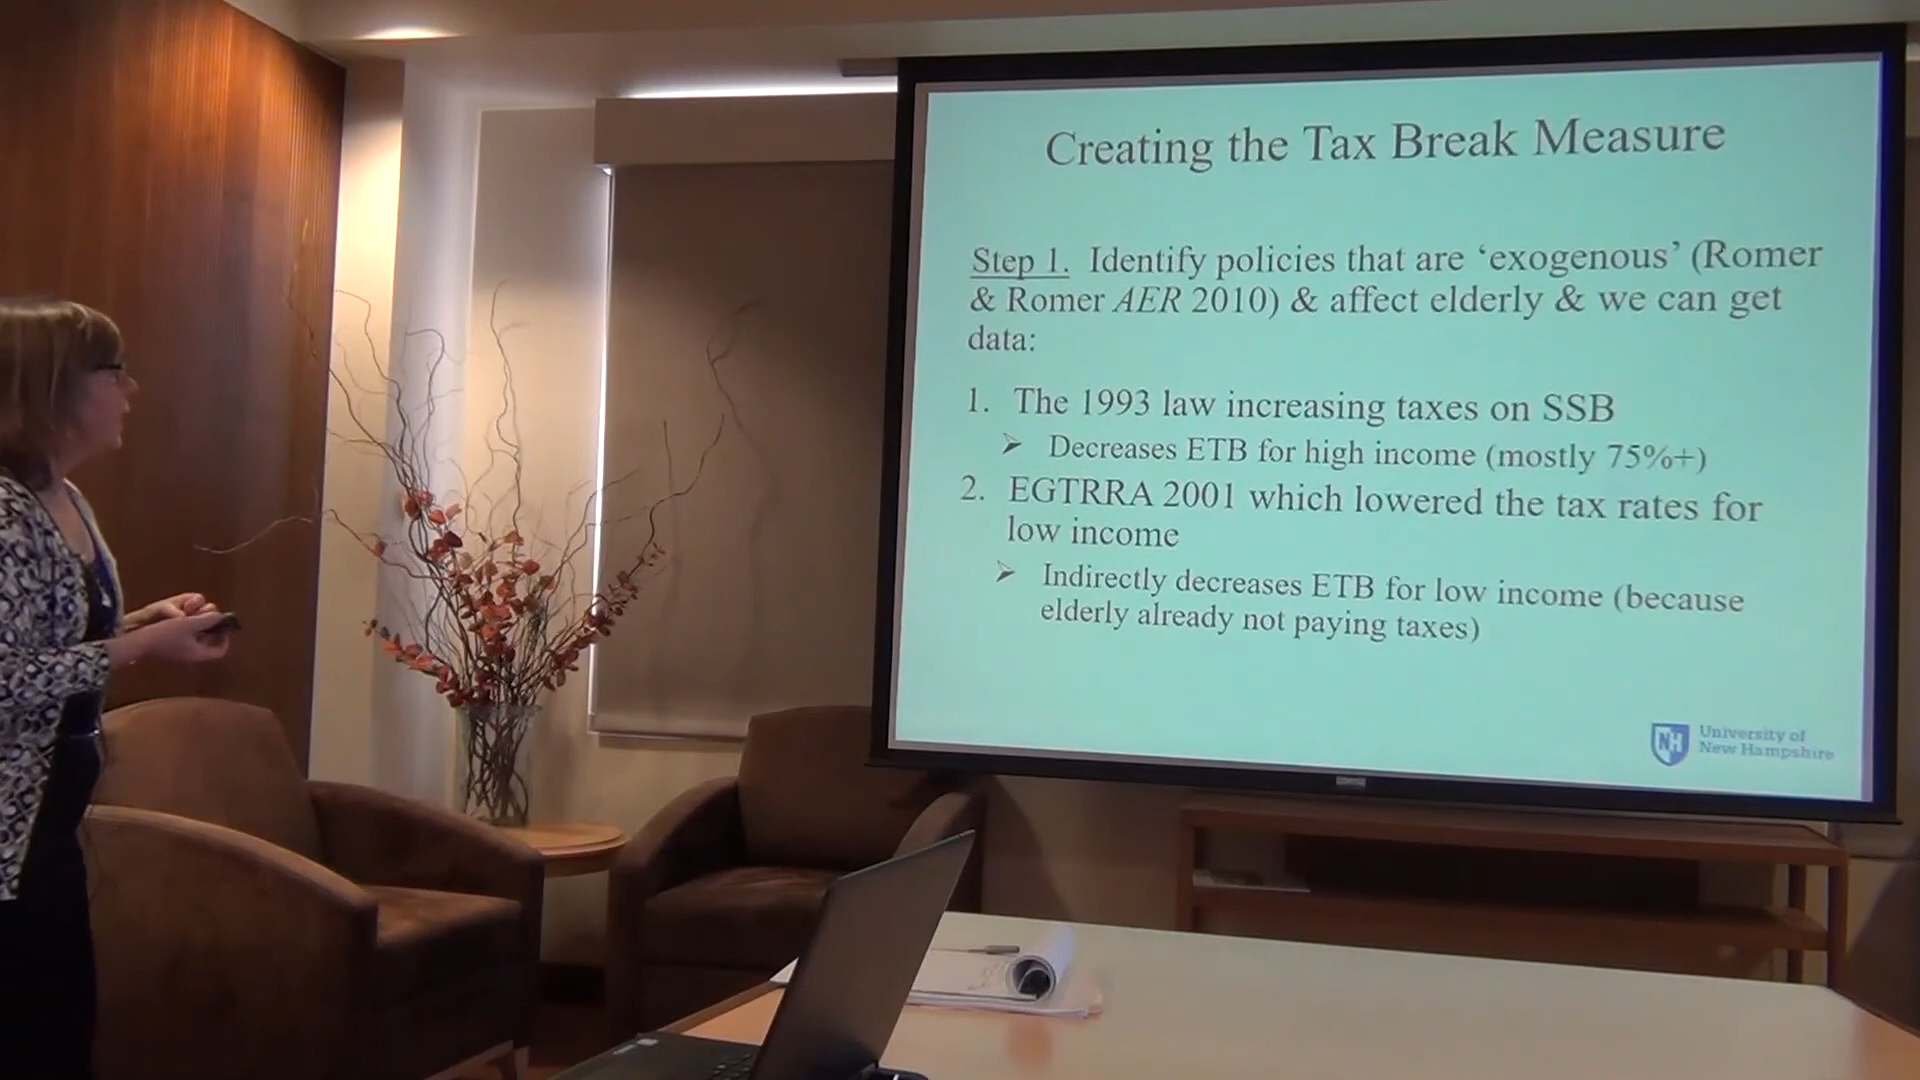 Creating the Tax Break Measure
Step 1. Identify policies that are ‘exogenous’ (Romer
& Romer AER 2010) & affect elderly & we can get
data:
1. The 1993 law increasing taxes on SSB
➢ Decreases ETB for high income (mostly 75%+)
2. EGTRRA 2001 which lowered the tax rates for
low income
➢ Indirectly decreases ETB for low income (because
elderly already not paying taxes)
NH
University of
New Hampshire